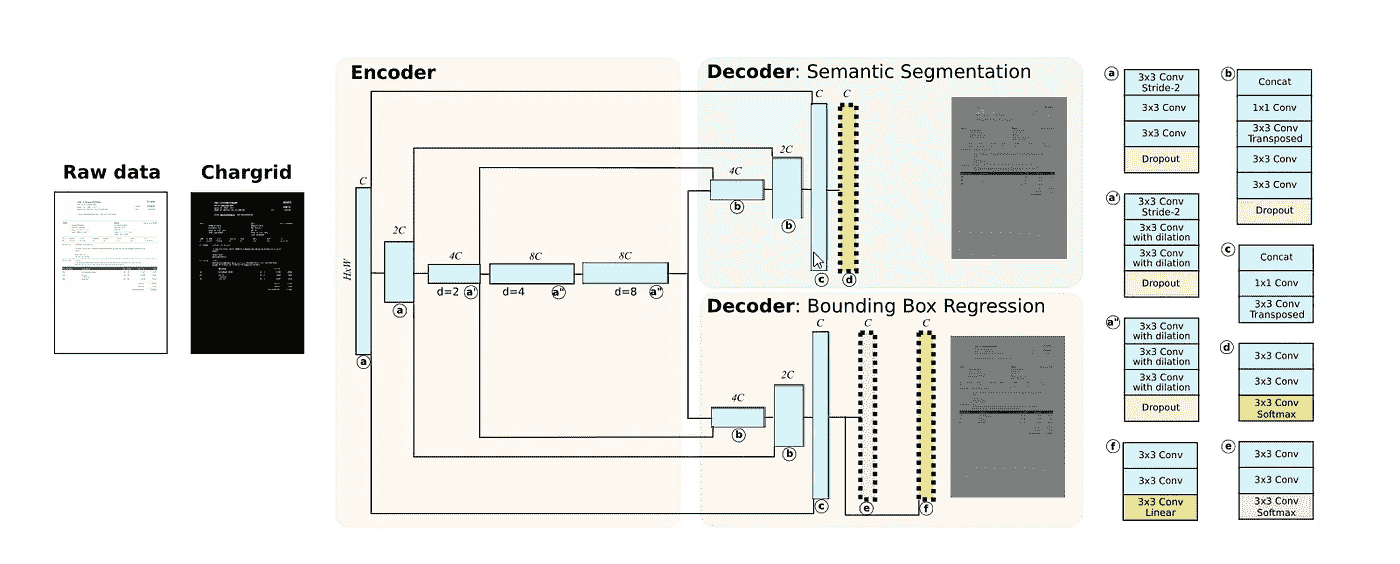 Raw data
Chargrid
Encoder
C
HxW
a
2C
a
4C
d=2 a'
8C
d=4 a"
8C
d=8 a"
Decoder: Semantic Segmentation
4C
b
2C
b
C
c
C
d
Decoder: Bounding Box Regression
4C
b
2C
b
C
c
C
e
C
f
a
3x3 Conv
Stride-2
3x3 Conv
3x3 Conv
Dropout
b
Concat
1x1 Conv
3x3 Conv
Transposed
3x3 Conv
3x3 Conv
Dropout
a'
3x3 Conv
Stride-2
3x3 Conv
with dilation
3x3 Conv
with dilation
Dropout
c
Concat
1x1 Conv
3x3 Conv
Transposed
a"
3x3 Conv
with dilation
3x3 Conv
with dilation
3x3 Conv
with dilation
Dropout
d
3x3 Conv
3x3 Conv
3x3 Conv
Softmax
f
3x3 Conv
3x3 Conv
3x3 Conv
Linear
e
3x3 Conv
3x3 Conv
3x3 Conv
Softmax